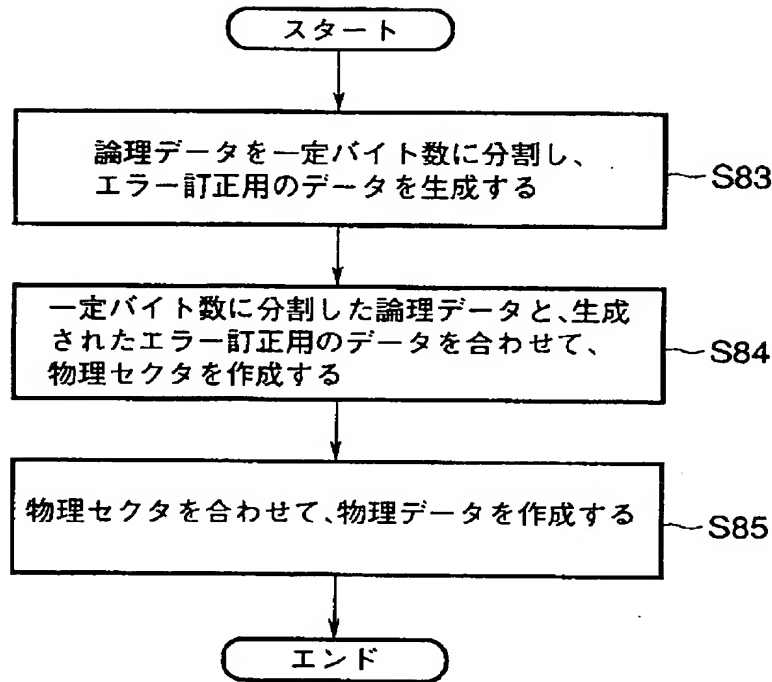 スタート
論理データを一定バイト数に分割し、
エラー訂正用のデータを生成する
S83
一定バイト数に分割した論理データと、生成
されたエラー訂正用のデータを合わせて、
物理セクタを作成する
S84
物理セクタを合わせて、物理データを作成する
S85
エンド